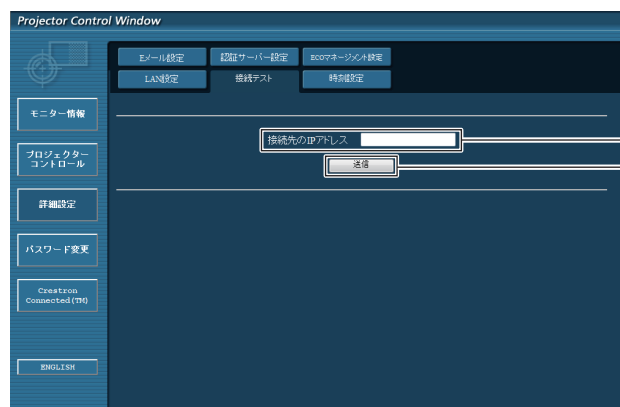 Projector Control Window
Eメール設定
認証サーバー設定
ECOマネージメント設定
LAN設定
接続テスト
時刻設定
モニター情報
プロジェクター
コントロール
詳細設定
パスワード変更
Crestron
Connected(TM)
ENGLISH
接続先のIPアドレス
送信